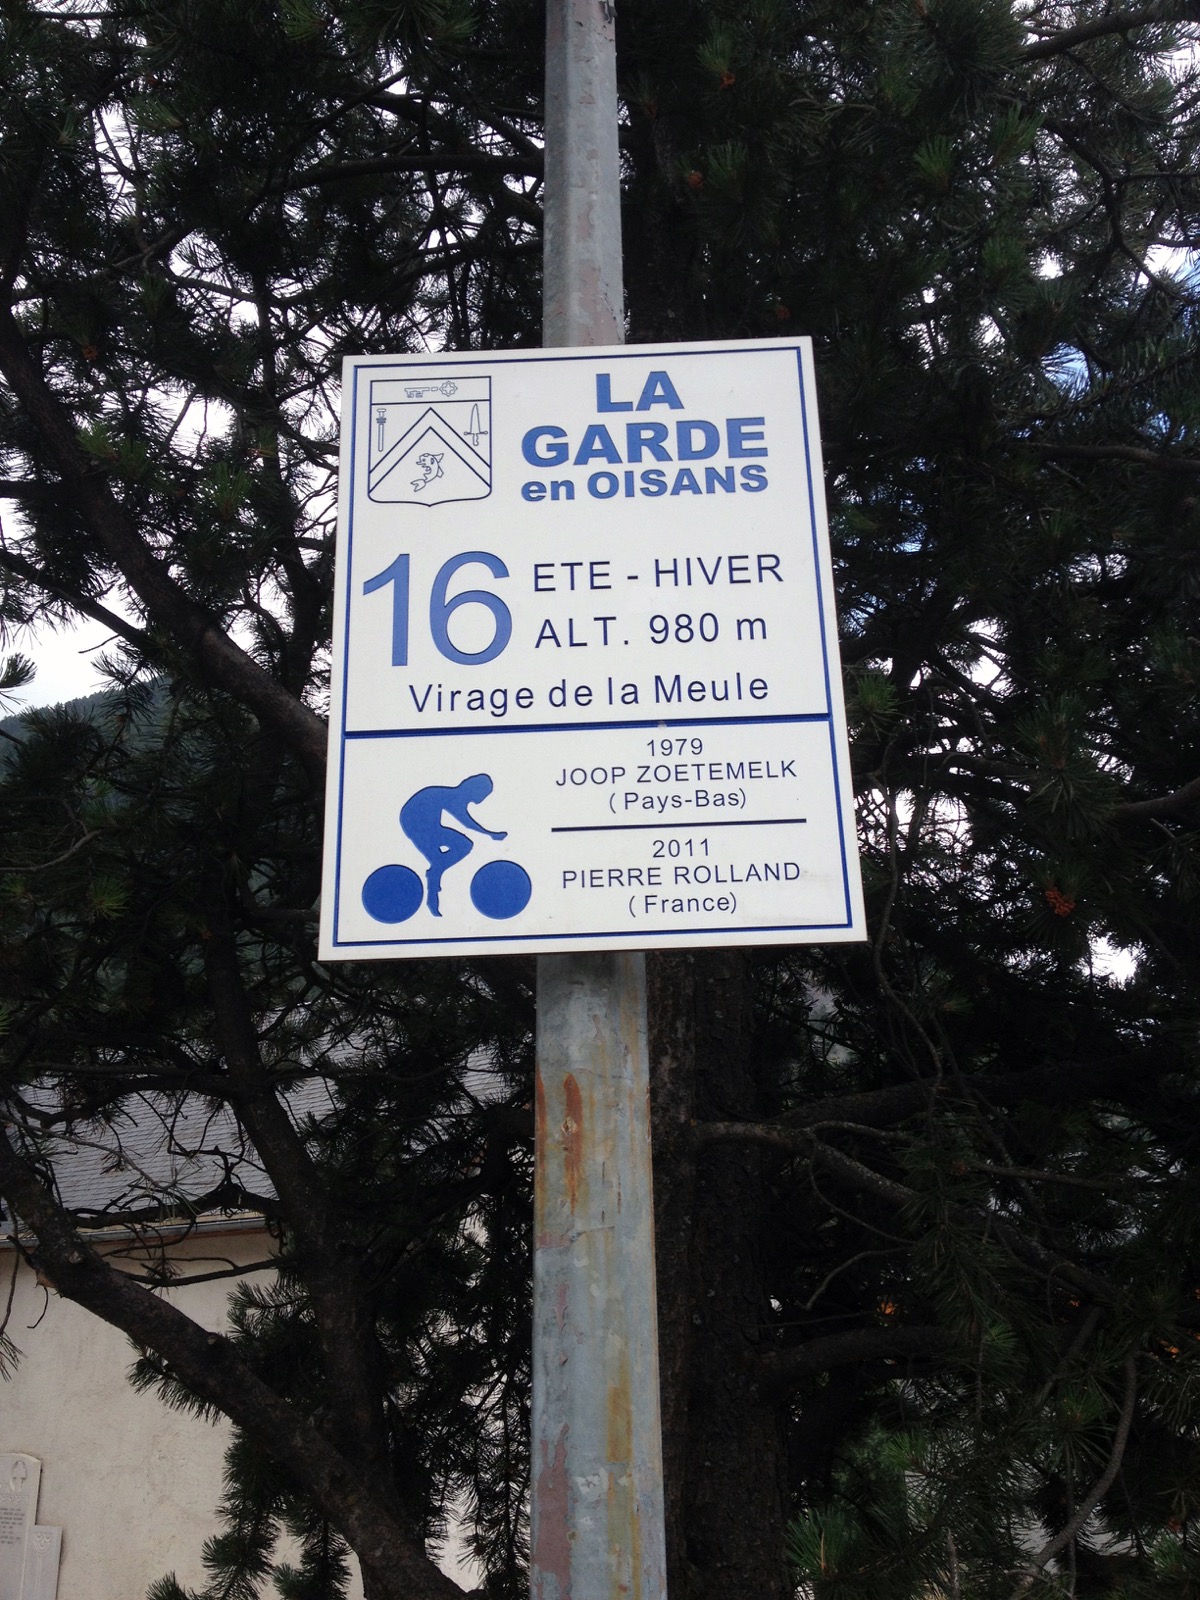 LA
GARDE
en OISANS
16
ETE - HIVER
ALT. 980 m
Virage de la Meule
1979
JOOP ZOETEMELK
(Pays-Bas)
2011
PIERRE ROLLAND
(France)